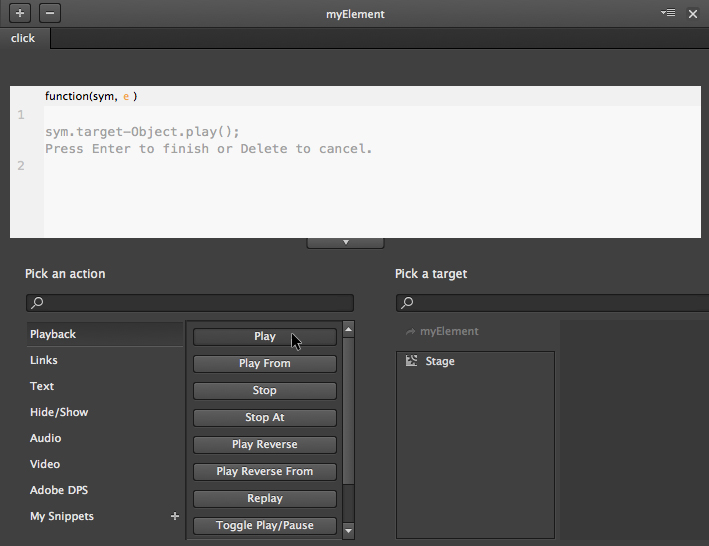 myElement
click
function(sym, e )
1
sym.target-Object.play();
Press Enter to finish or Delete to cancel.
2
Pick an action
Pick a target
Playback
Links
Text
Hide/Show
Audio
Video
Adobe DPS
My Snippets +
Play
Play From
Stop
Stop At
Play Reverse
Play Reverse From
Replay
Toggle Play/Pause
myElement
Stage